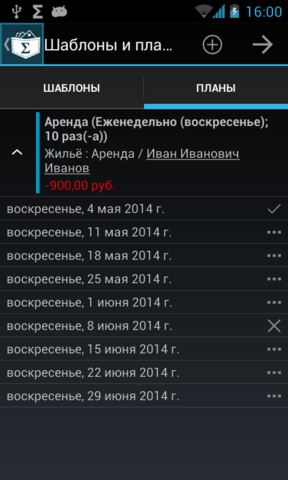 16:00
Шаблоны и пла...
ШАБЛОНЫ
ПЛАНЫ
Аренда (Еженедельно (воскресенье);
10 раз(-а))
Жильё : Аренда / Иван Иванович
Иванов
-900,00 руб.
воскресенье, 4 мая 2014 г.
воскресенье, 11 мая 2014 г.
воскресенье, 18 мая 2014 г.
воскресенье, 25 мая 2014 г.
воскресенье, 1 июня 2014 г.
воскресенье, 8 июня 2014 г.
воскресенье, 15 июня 2014 г.
воскресенье, 22 июня 2014 г.
воскресенье, 29 июня 2014 г.